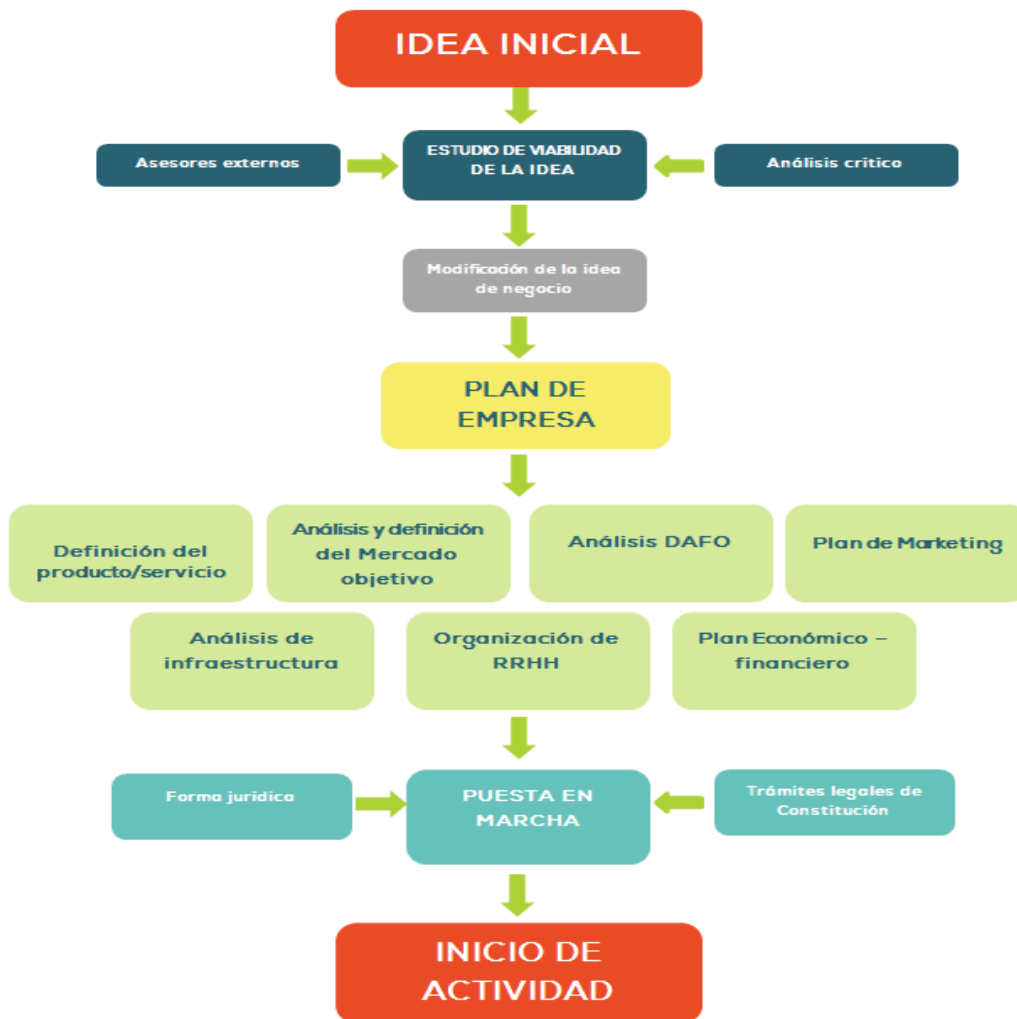 IDEA INICIAL
Asesores externos
ESTUDIO DE VIABILIDAD
DE LA IDEA
Análisis critico
Modificación de la idea
de negocio
PLAN DE
EMPRESA
Definición del
producto/servicio
Análisis y definición
del Mercado
objetivo
Análisis DAFO
Plan de Marketing
Análisis de
infraestructura
Organización de
RRHH
Plan Económico –
financiero
Forma juridica
PUESTA EN
MARCHA
Trámites legales de
Constitución
INICIO DE
ACTIVIDAD